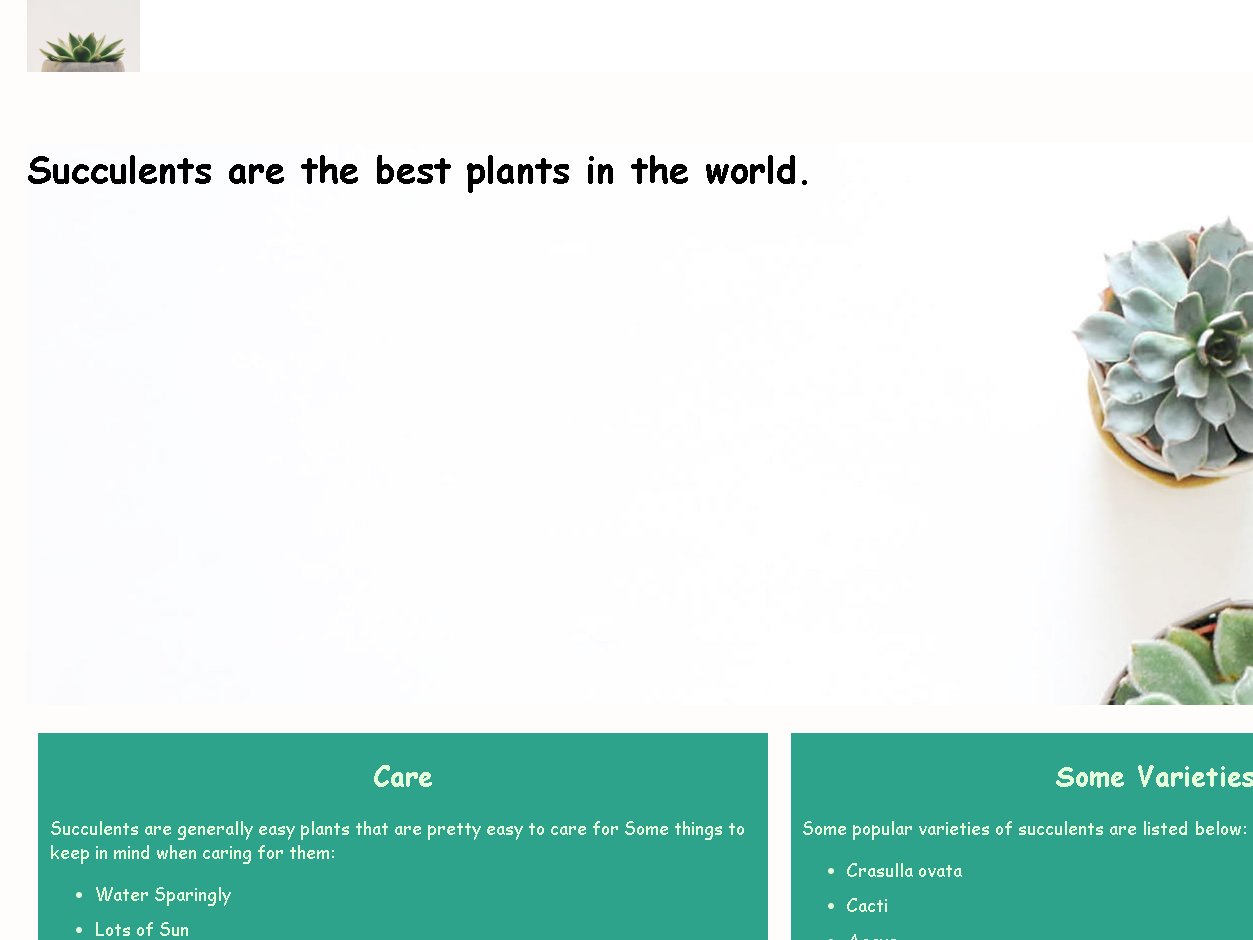 Succulents are the best plants in the world.
Care
Succulents are generally easy plants that are pretty easy to care for Some things to
keep in mind when caring for them:
Water Sparingly
Lots of Sun
Some Varieties
Some popular varieties of succulents are listed below:
Crasulla ovata
Cacti